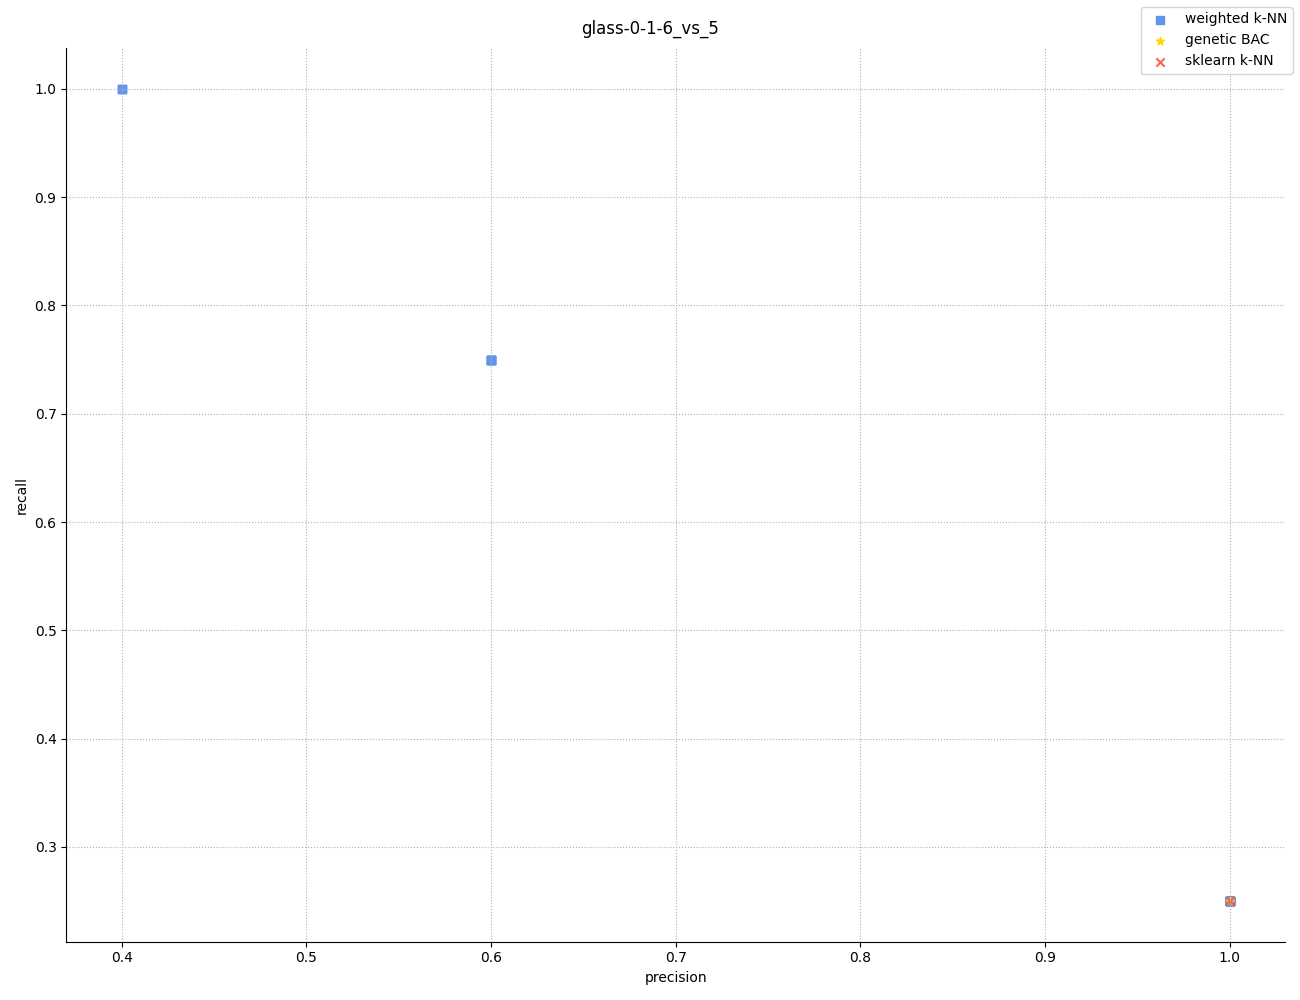 glass-0-1-6_vs_5
weighted k-NN
genetic BAC
sklearn k-NN
1.0
0.9
0.8
0.7
0.6
0.5
0.4
0.3
recall
0.4 0.5 0.6 0.7 0.8 0.9 1.0
precision